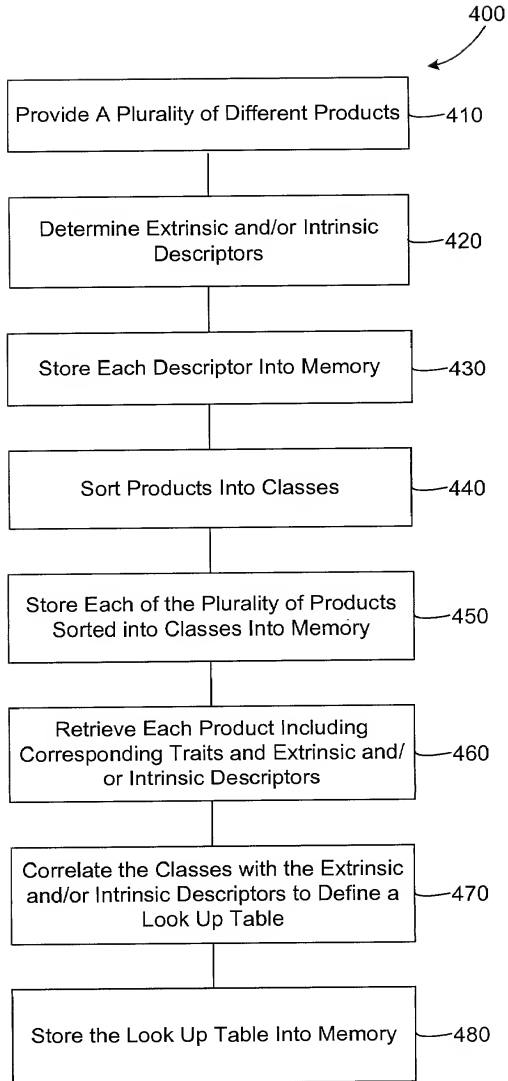 400
Provide A Plurality of Different Products
410
Determine Extrinsic and/or Intrinsic
Descriptors
420
Store Each Descriptor Into Memory
430
Sort Products Into Classes
440
Store Each of the Plurality of Products
Sorted into Classes Into Memory
450
Retrieve Each Product Including
Corresponding Traits and Extrinsic and/
or Intrinsic Descriptors
460
Correlate the Classes with the Extrinsic
and/or Intrinsic Descriptors to Define a
Look Up Table
470
Store the Look Up Table Into Memory
480